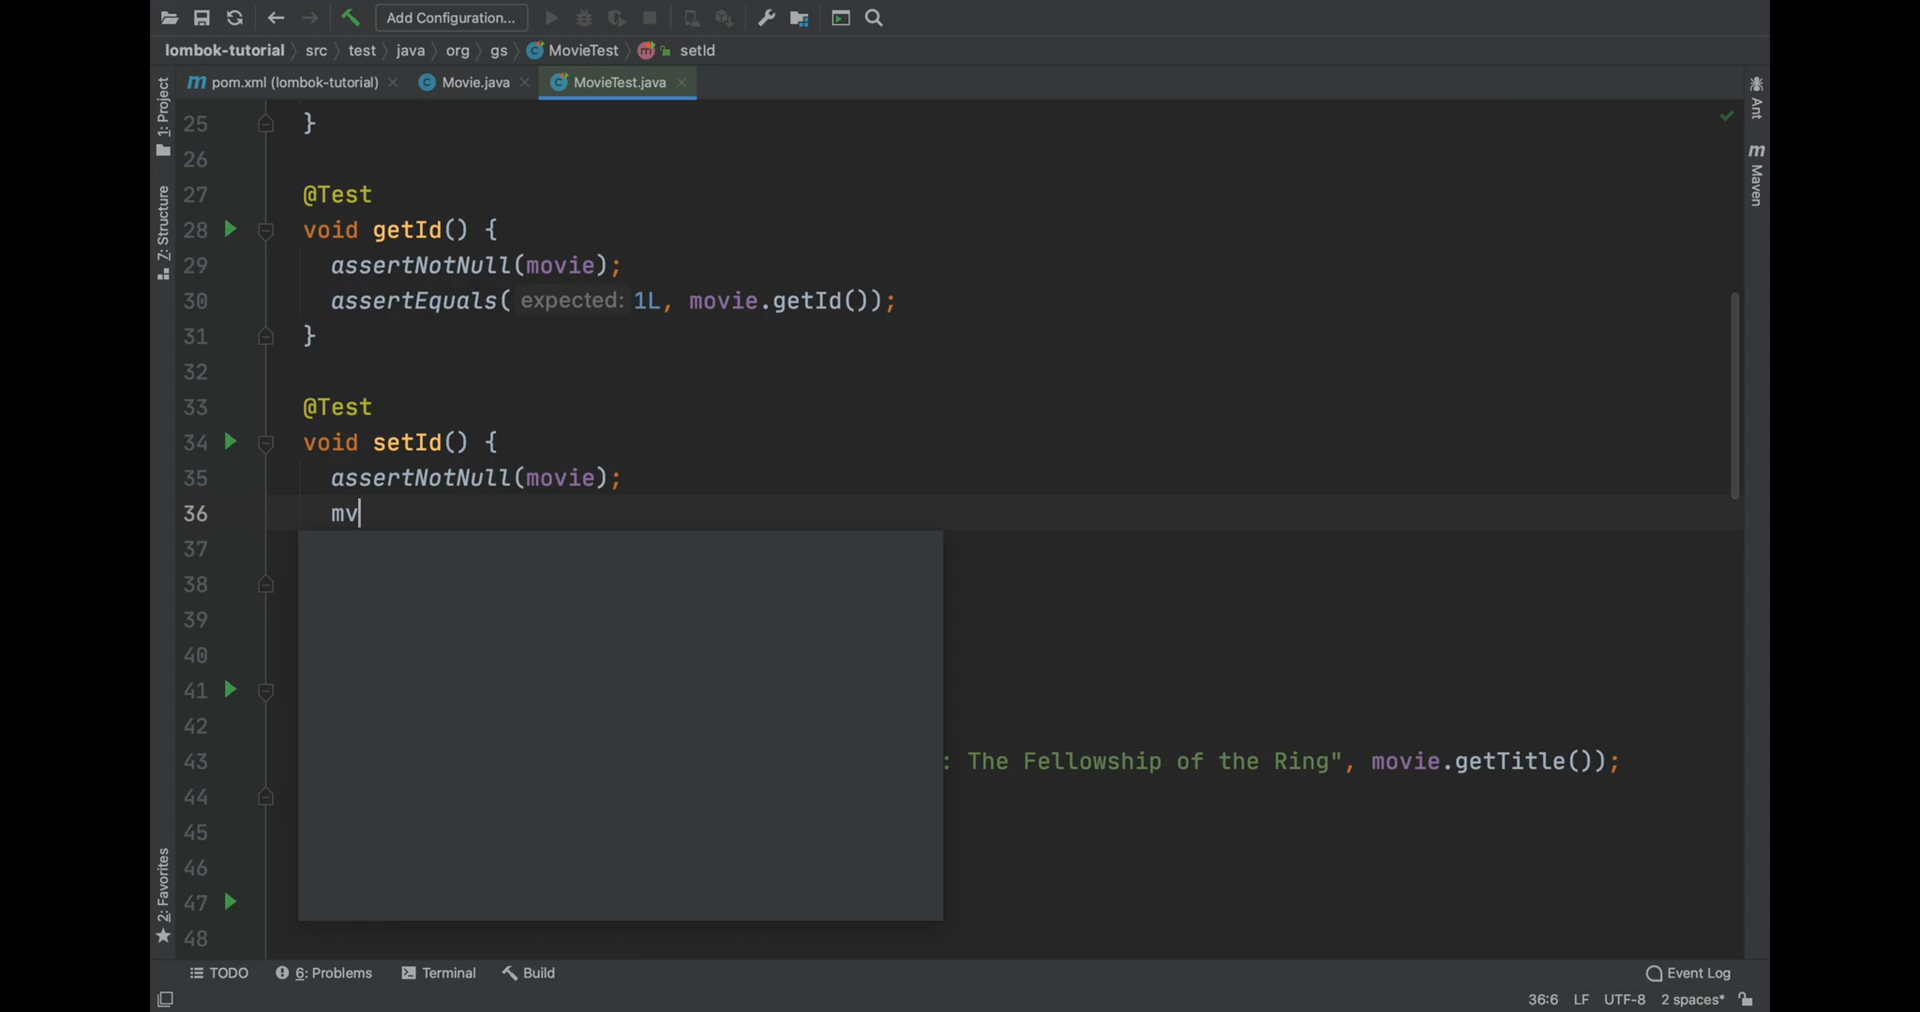 Add Configuration...
lombok-tutorial src test java org gs MovieTest m setId
m pom.xml (lombok-tutorial) C Movie.java C MovieTest.java
1: Project
Z: Structure
2: Favorites
Ant
m Maven
25 }
26
27 @Test
28 void getId() {
29 assertNotNull(movie);
30 assertEquals( expected: 1L, movie.getId());
31 }
32
33 @Test
34 void setId() {
35 assertNotNull(movie);
36 mv
37
38
39
40
41
42
43 : The Fellowship of the Ring", movie.getTitle());
44
45
46
47
48
TODO 6: Problems Terminal Build Event Log
36:6 LF UTF-8 2 spaces*